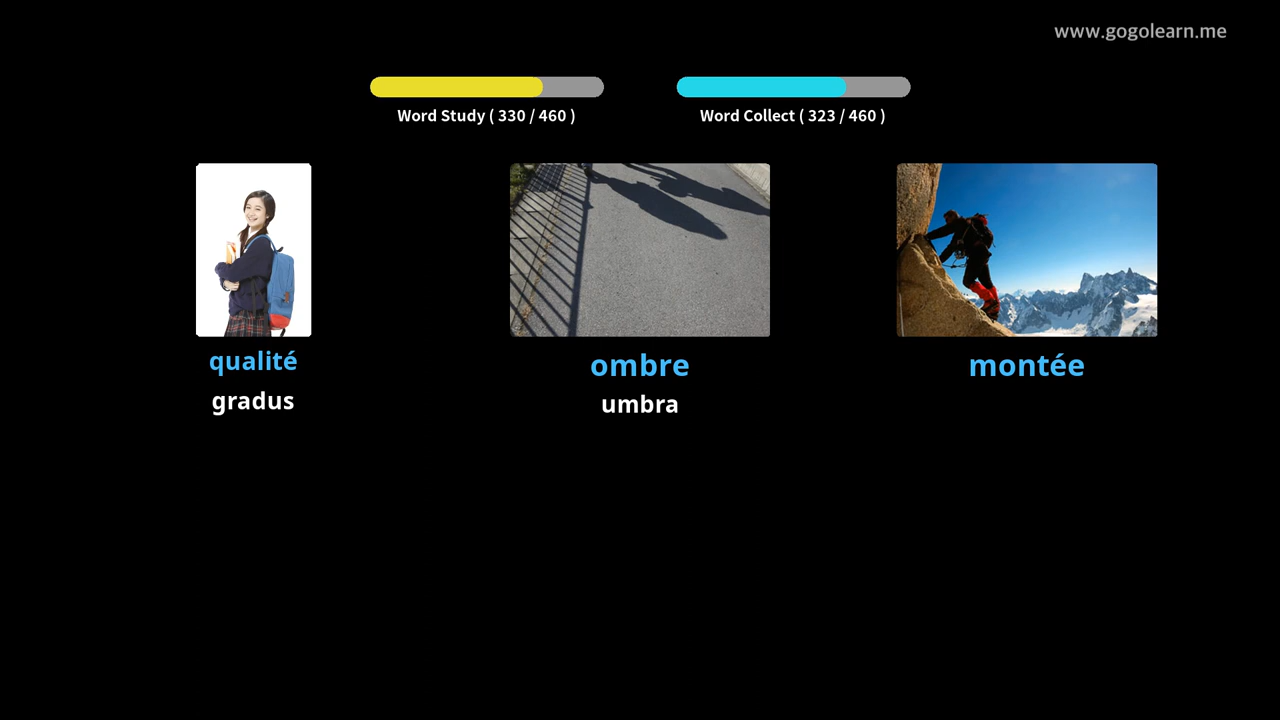 www.gogolearn.me
Word Study ( 330 / 460 )
Word Collect ( 323 / 460 )
qualité
gradus
ombre
umbra
montée